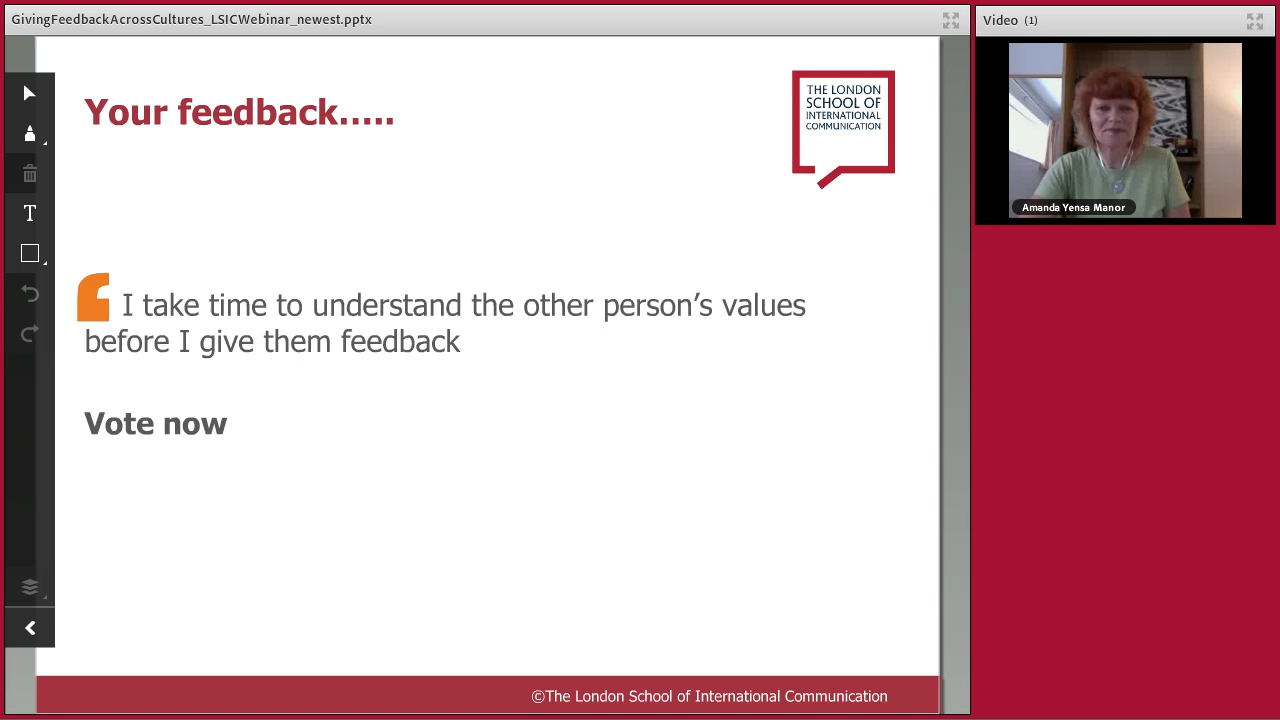 GivingFeedbackAcrossCultures_LSICWebinar_newest.pptx
Video (1)
Your feedback.....
THE LONDON
SCHOOL OF
INTERNATIONAL
COMMUNICATION
Amanda Yensa Manor
I take time to understand the other person’s values
before I give them feedback
Vote now
©The London School of International Communication